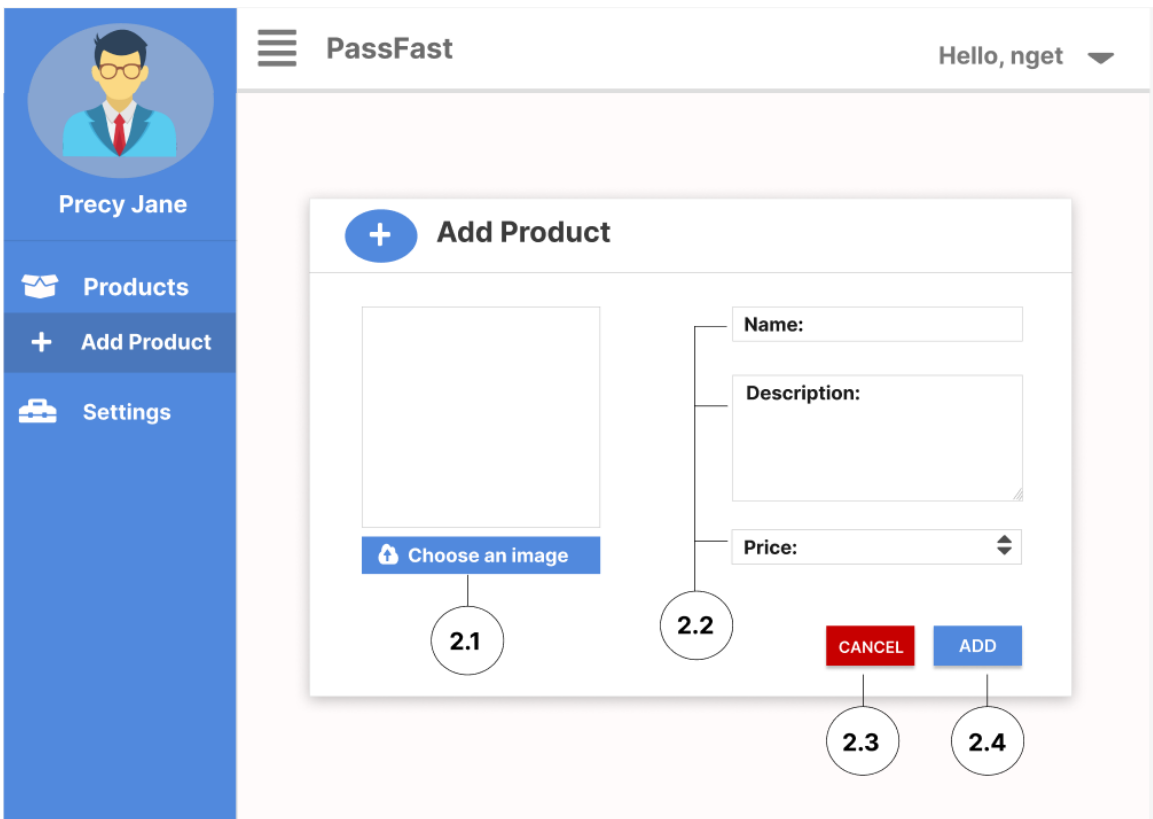 PassFast
Hello, nget
Precy Jane
Products
Add Product
Settings
Add Product
Choose an image
2.1
Name:
Description:
Price:
2.2
CANCEL
ADD
2.3
2.4